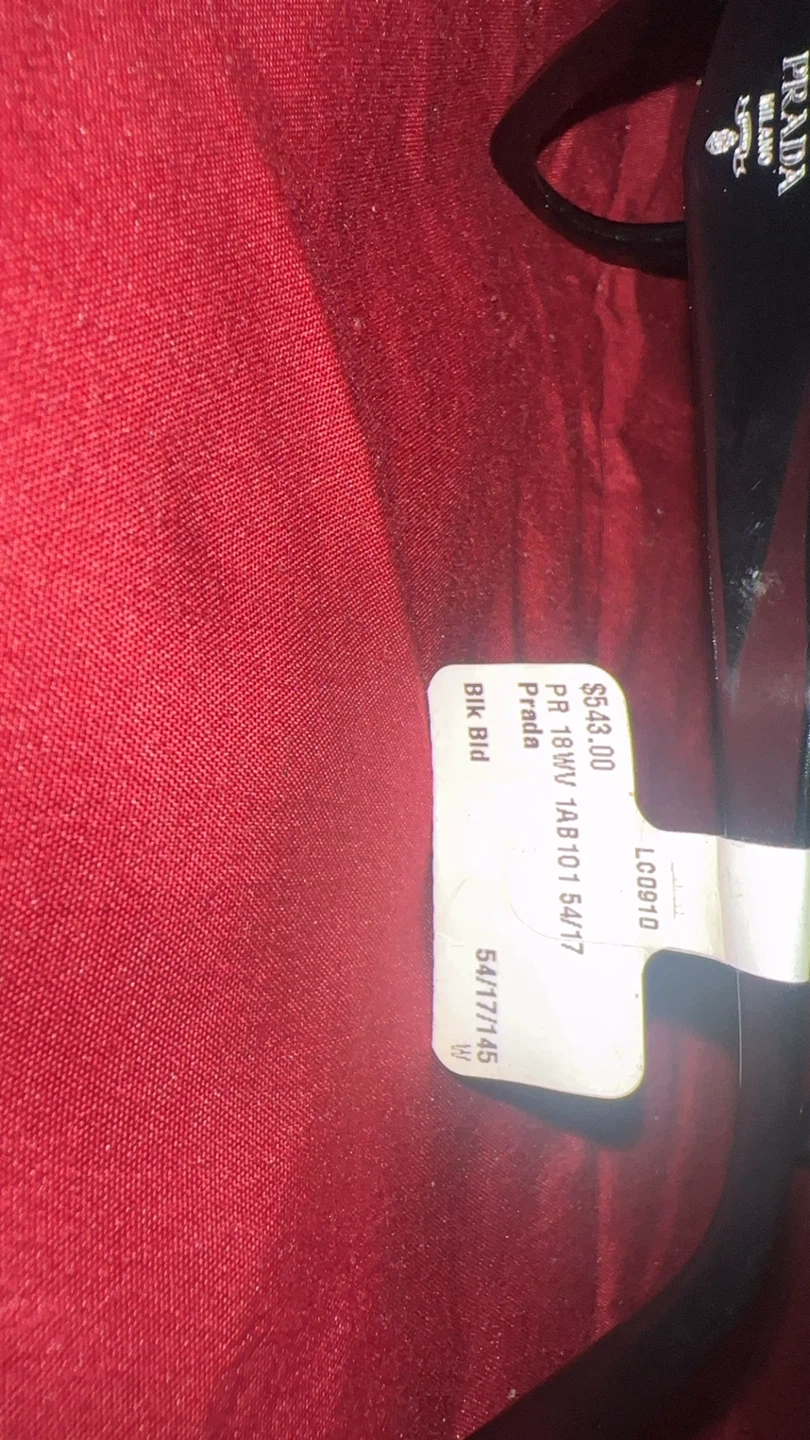 PRADA
MILANO
LC0910
$543.00
PR 18WV 1AB101 54/17
Prada
Blk Bld 54/17/145
W